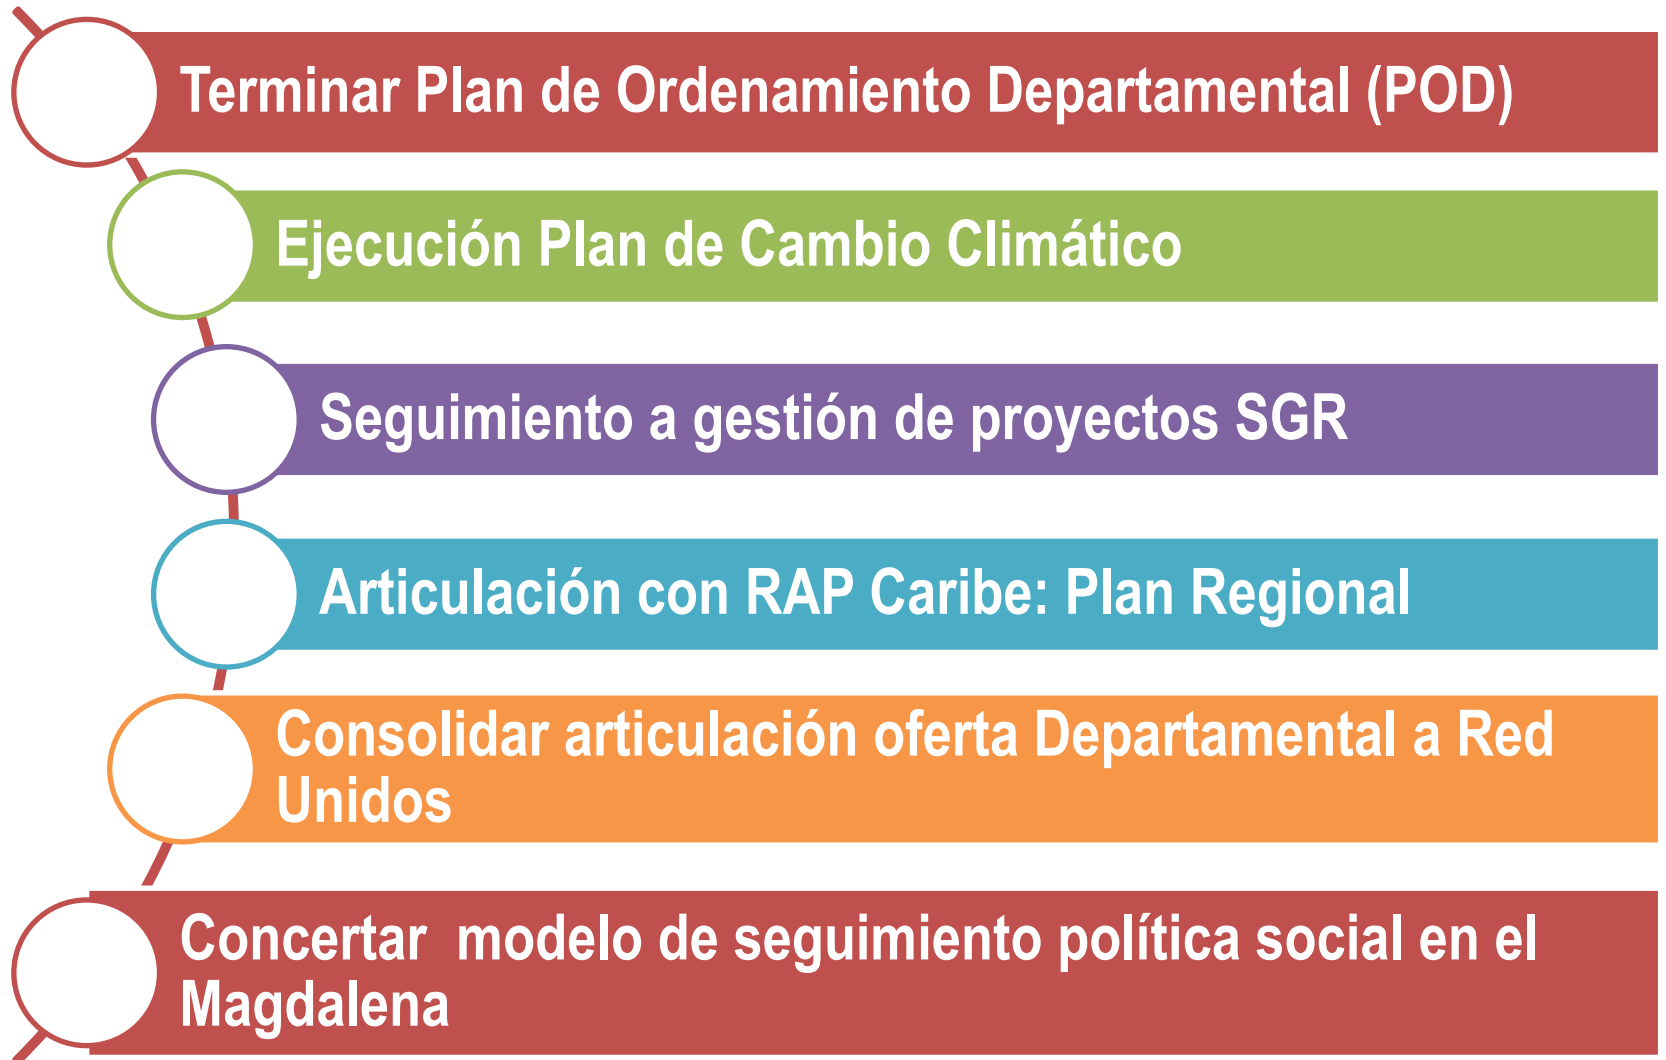 Terminar Plan de Ordenamiento Departamental (POD)
Ejecución Plan de Cambio Climático
Seguimiento a gestión de proyectos SGR
Articulación con RAP Caribe: Plan Regional
Consolidar articulación oferta Departamental a Red
Unidos
Concertar  modelo de seguimiento política social en el
Magdalena